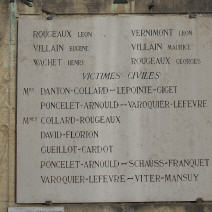 ROUGEAUX LEON VERNIMONT LEON
VILLAIN EUGENE VILLAIN MAURICE
WACHET HENRI ROUGEAUX GEORGES
VICTIMES CIVILES
Mes DANTON-COLLARD-LEPOINTE-GIGET
PONCELET-ARNOULD-VAROQUIER-LEFEVRE
Mmes COLLARD-ROUGEAUX
DAVID-FLORION
GUEILLOT-CARDOT
PONCELET-ARNOULD-SCHAUSS-FRANQUET
VAROQUIER-LEFEVRE-VITER-MANSUY